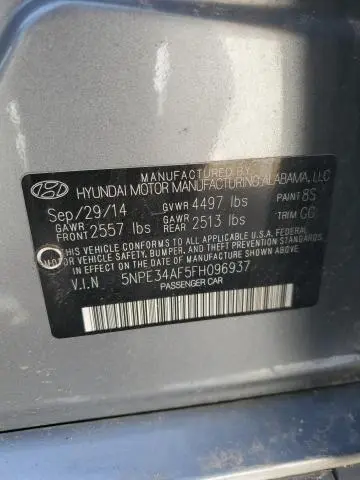 MANUFACTURED BY
HYUNDAI MOTOR MANUFACTURING ALABAMA, LLC
Sep/29/14 GVWR 4497 lbs PAINT 8S
GAWR FRONT 2557 lbs GAWR REAR 2513 lbs TRIM GG
THIS VEHICLE CONFORMS TO ALL APPLICABLE U.S.A. FEDERAL
MOTOR VEHICLE SAFETY, BUMPER, AND THEFT PREVENTION
STANDARDS IN EFFECT ON THE DATE OF MANUFACTURE SHOWN ABOVE.
V.I.N 5NPE34AF5FH096937
PASSENGER CAR